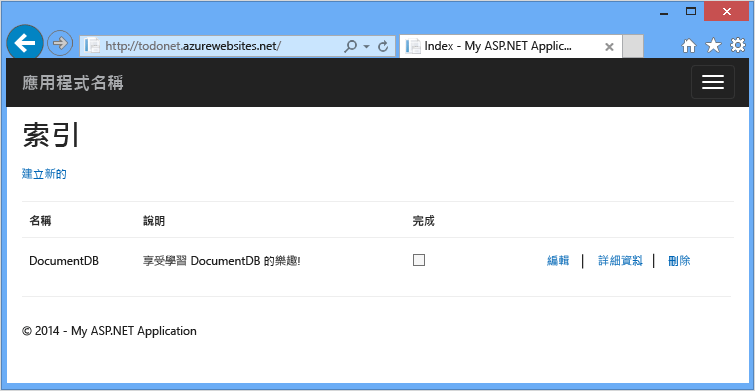 http://todonet.azurewebsites.net/
Index - My ASP.NET Applic...
應用程式名稱
索引
建立新的
名稱 說明 完成
DocumentDB 享受學習 DocumentDB 的樂趣! 編輯 | 詳細資料 | 刪除
© 2014 - My ASP.NET Application